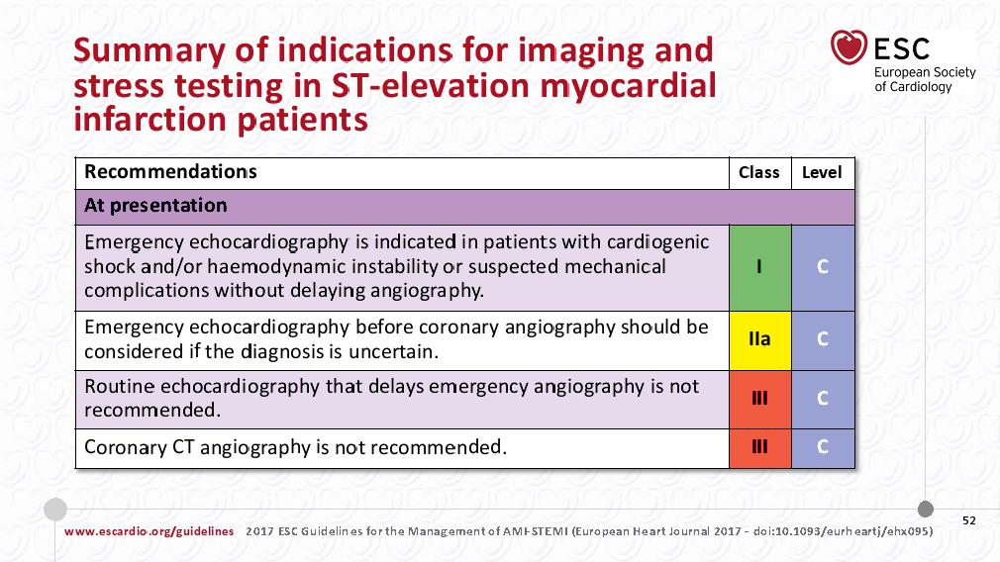 Summary of indications for imaging and
stress testing in ST-elevation myocardial
infarction patients
ESC
European Society
of Cardiology
Recommendations Class Level
At presentation
Emergency echocardiography is indicated in patients with cardiogenic
shock and/or haemodynamic instability or suspected mechanical
complications without delaying angiography.
I C
Emergency echocardiography before coronary angiography should be
considered if the diagnosis is uncertain.
IIa C
Routine echocardiography that delays emergency angiography is not
recommended.
III C
Coronary CT angiography is not recommended. III C
52
www.escardio.org/guidelines 2017 ESC Guidelines for the Management of AMI-STEMI (European Heart Journal 2017 - doi:10.1093/eurheartj/ehx095)